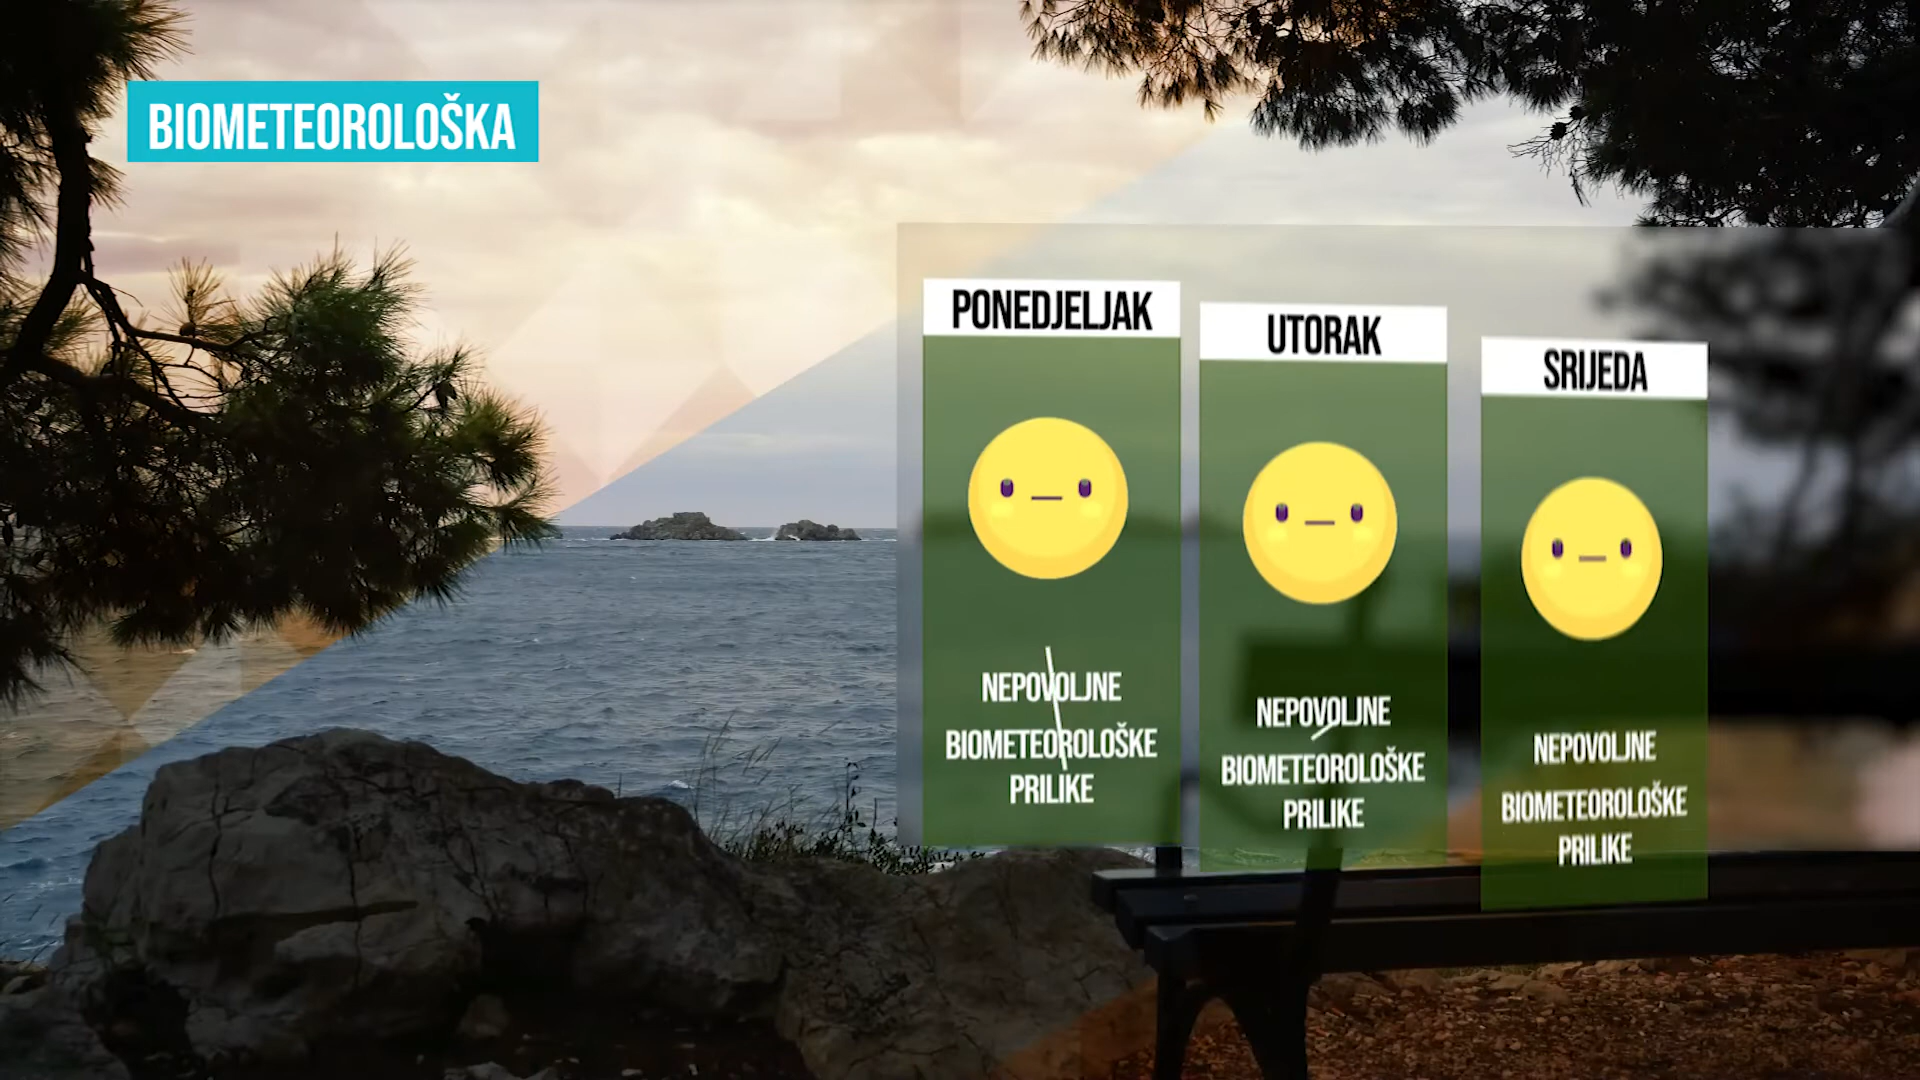 BIOMETEOROLOŠKA
PONEDJELJAK
NEPOVOLJNE
BIOMETEOROLOŠKE
PRILIKE
UTORAK
NEPOVOLJNE
BIOMETEOROLOŠKE
PRILIKE
SRIJEDA
NEPOVOLJNE
BIOMETEOROLOŠKE
PRILIKE